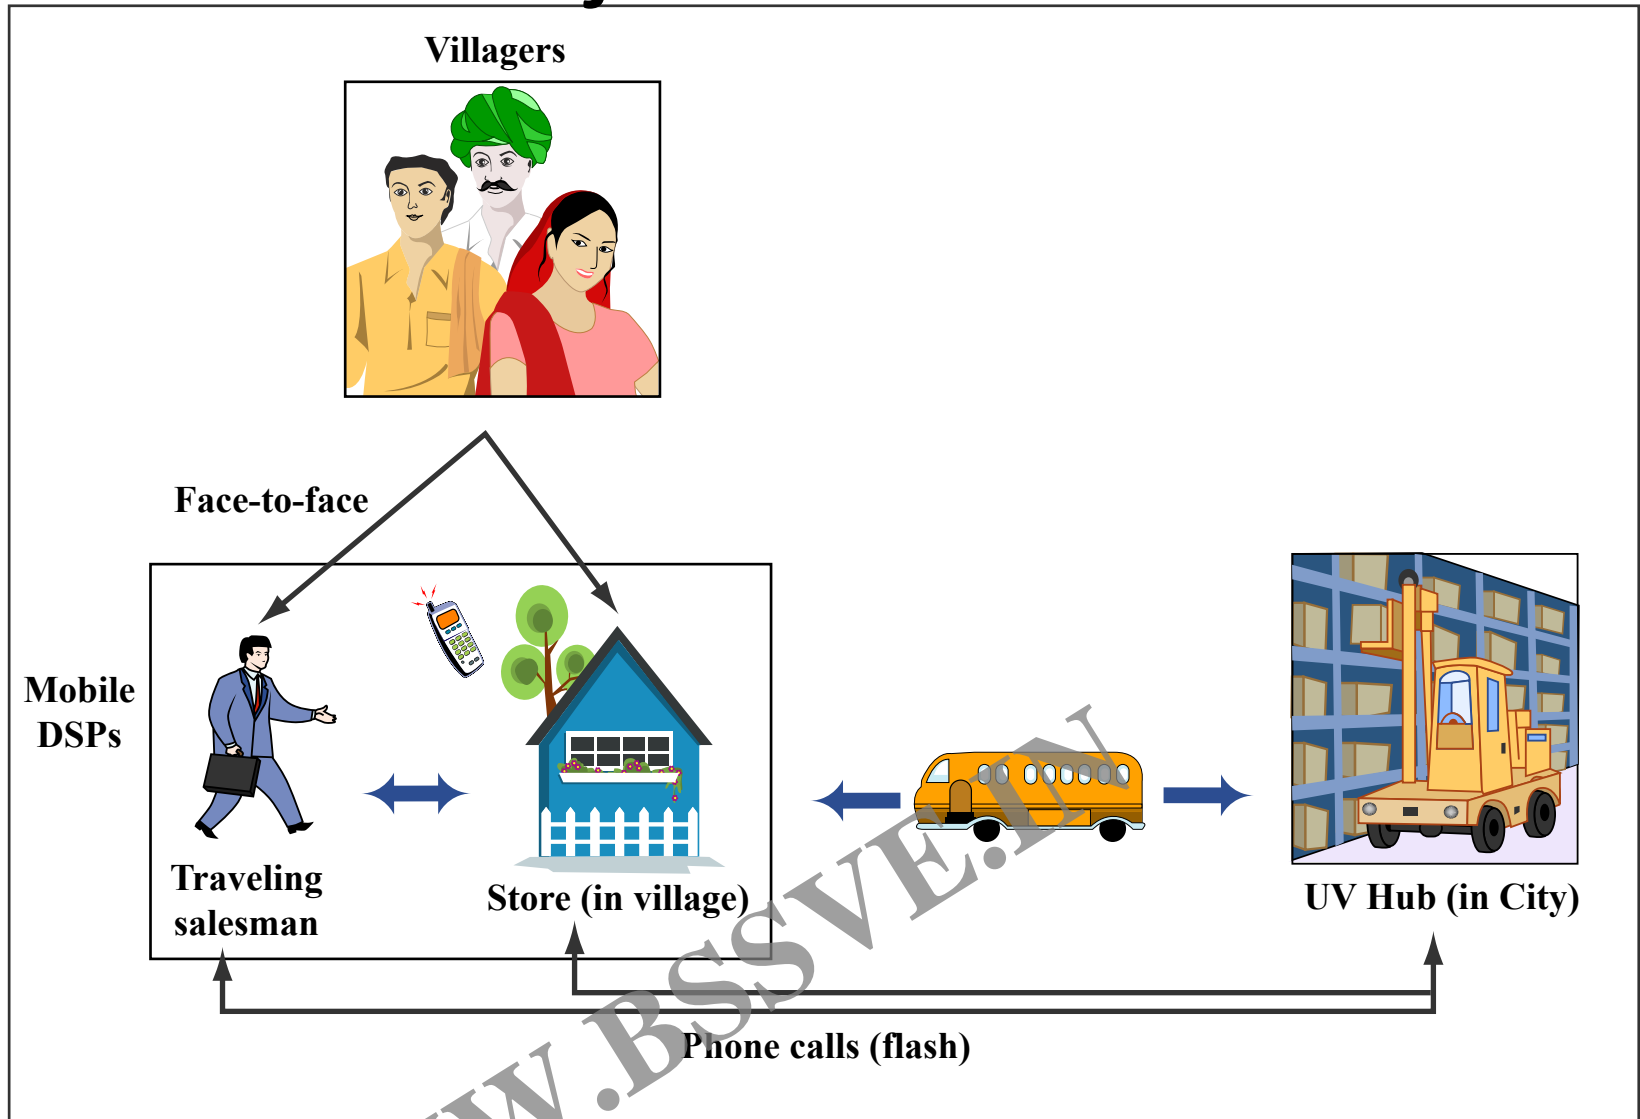 Villagers
Face-to-face
Mobile
DSPs
Traveling
salesman
Store (in village)
UV Hub (in City)
Phone calls (flash)
W.BSSVE.IN